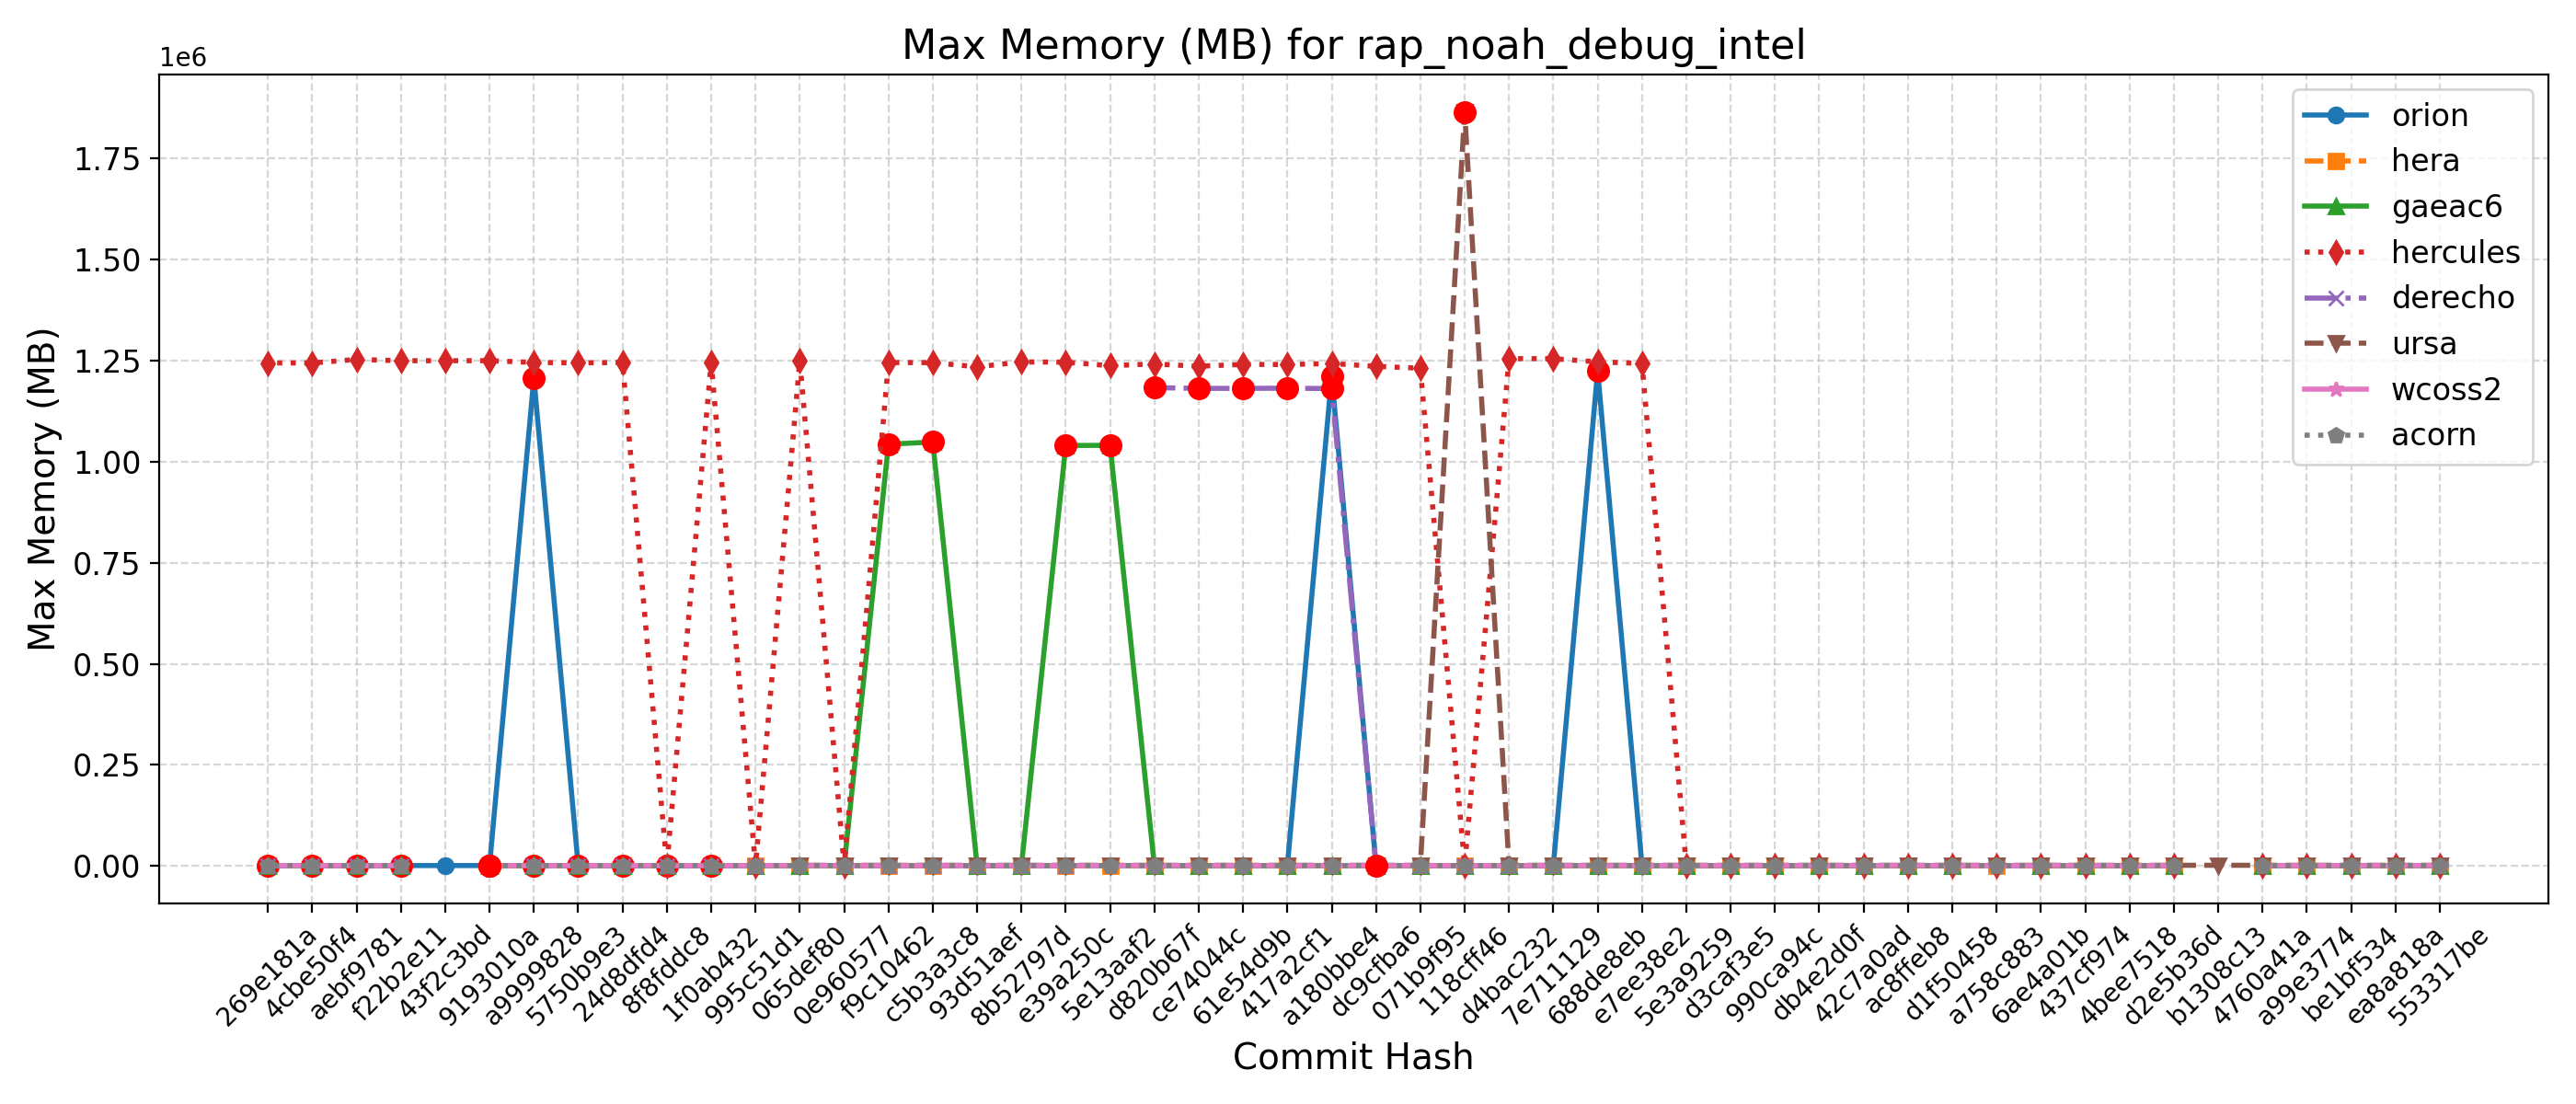 Max Memory (MB) for rap_noah_debug_intel
1e6
1.75
1.50
1.25
1.00
0.75
0.50
0.25
0.00
Max Memory (MB)
orion
hera
gaeac6
hercules
derecho
ursa
wcoss2
acorn
269e181a
4cbe50f4
aebf9781
f22b2e11
43f2c3bd
9193010a
a9999828
5750b9e3
24d8dfd4
8f8fddc8
1f0ab432
995c51d1
065def80
0e960577
f9c10462
c5b3a3c8
93d51aef
8b52797d
e39a250c
5e13aaf2
d820b67f
ce74044c
61e54d9b
417a2cf1
a180bbe4
dc9cfba6
071b9f95
118cff46
d4bac232
7e711129
688de8eb
e7ee38e2
5e3a9259
d3caf3e5
990ca94c
db4e2d0f
42c7a0ad
ac8ffeb8
d1f50458
a758c883
6ae4a01b
437cf974
4bee7518
d2e5b36d
b1308c13
4760a41a
a99e3774
be1bf534
ea8a818a
553317be
Commit Hash